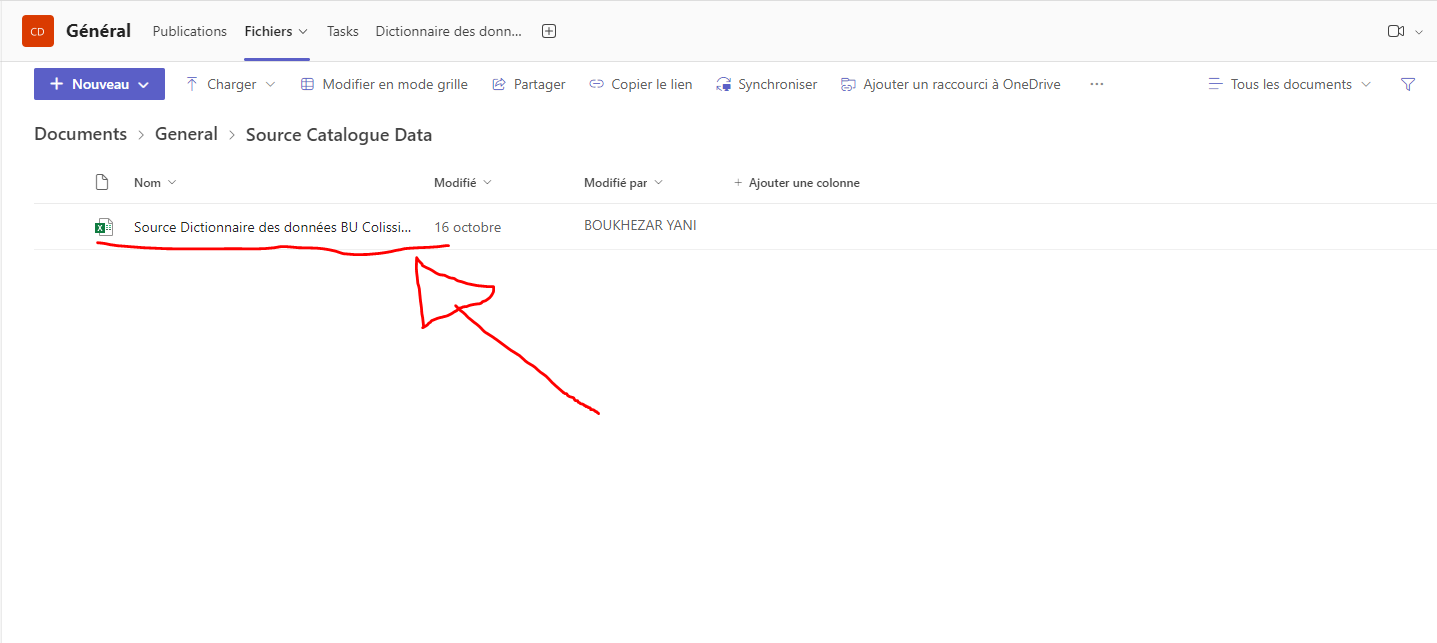 CD Général Publications Fichiers Tasks Dictionnaire des donn...
Nouveau Charger Modifier en mode grille Partager Copier le lien Synchroniser Ajouter un raccourci à OneDrive ... Tous les documents
Documents > General > Source Catalogue Data
Nom Modifié Modifié par + Ajouter une colonne
Source Dictionnaire des données BU Colissi... 16 octobre BOUKHEZAR YANI